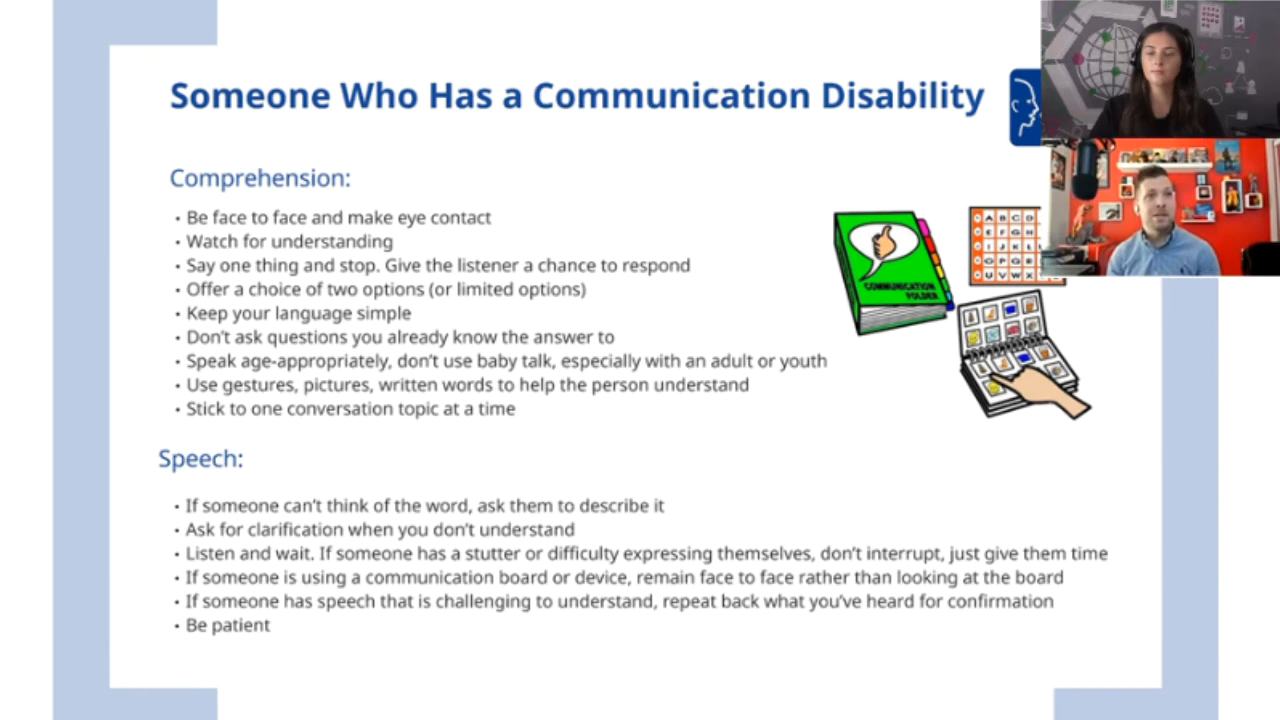 Someone Who Has a Communication Disability
Comprehension:
• Be face to face and make eye contact
• Watch for understanding
• Say one thing and stop. Give the listener a chance to respond
• Offer a choice of two options (or limited options)
• Keep your language simple
• Don’t ask questions you already know the answer to
• Speak age-appropriately, don’t use baby talk, especially with an adult or youth
• Use gestures, pictures, written words to help the person understand
• Stick to one conversation topic at a time
COMMUNICATION
FOLDER
A B C D
E F G H
I J K L
O P Q R
U V W X
Speech:
• If someone can’t think of the word, ask them to describe it
• Ask for clarification when you don’t understand
• Listen and wait. If someone has a stutter or difficulty expressing themselves, don’t interrupt, just give them time
• If someone is using a communication board or device, remain face to face rather than looking at the board
• If someone has speech that is challenging to understand, repeat back what you’ve heard for confirmation
• Be patient